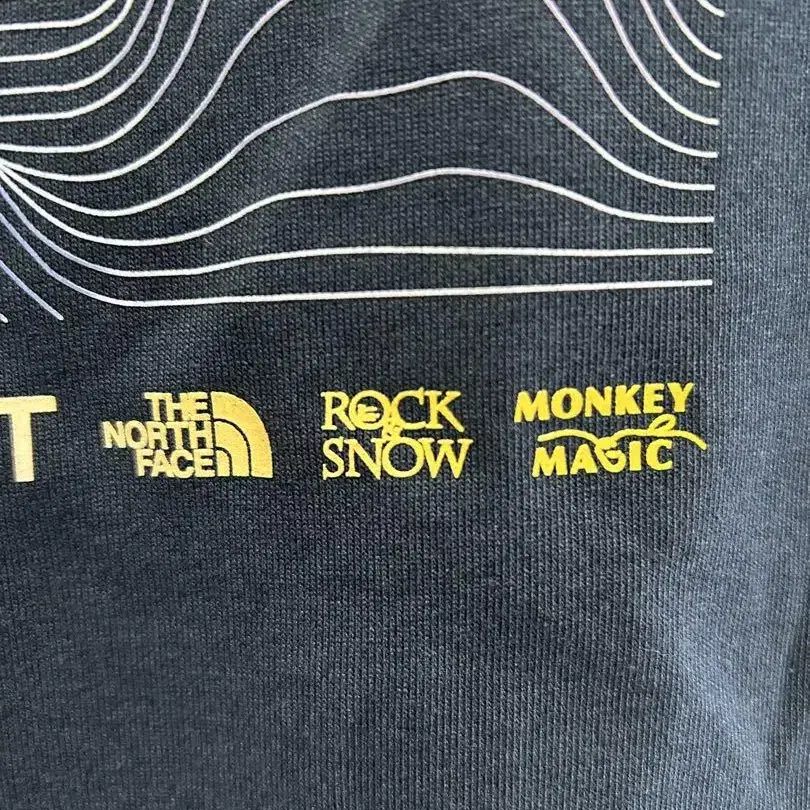 T
THE
NORTH
FACE
ROCK
&
SNOW
MONKEY
MAGIC